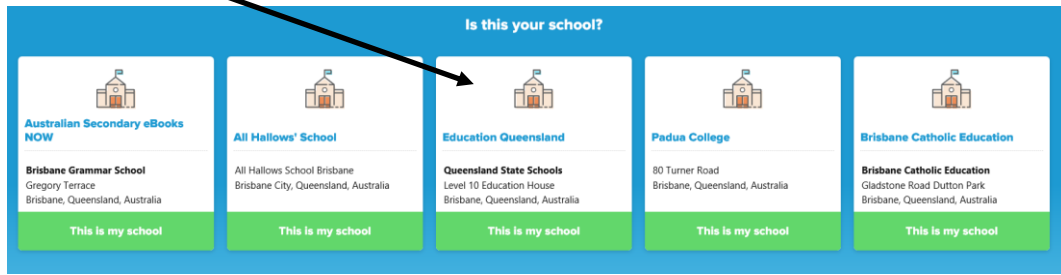 Is this your school?
Australian Secondary eBooks
NOW
Brisbane Grammar School
Gregory Terrace
Brisbane, Queensland, Australia
This is my school
All Hallows' School
All Hallows School Brisbane
Brisbane City, Queensland, Australia
This is my school
Education Queensland
Queensland State Schools
Level 10 Education House
Brisbane, Queensland, Australia
This is my school
Padua College
80 Turner Road
Brisbane, Queensland, Australia
This is my school
Brisbane Catholic Education
Brisbane Catholic Education
Gladstone Road Dutton Park
Brisbane, Queensland, Australia
This is my school